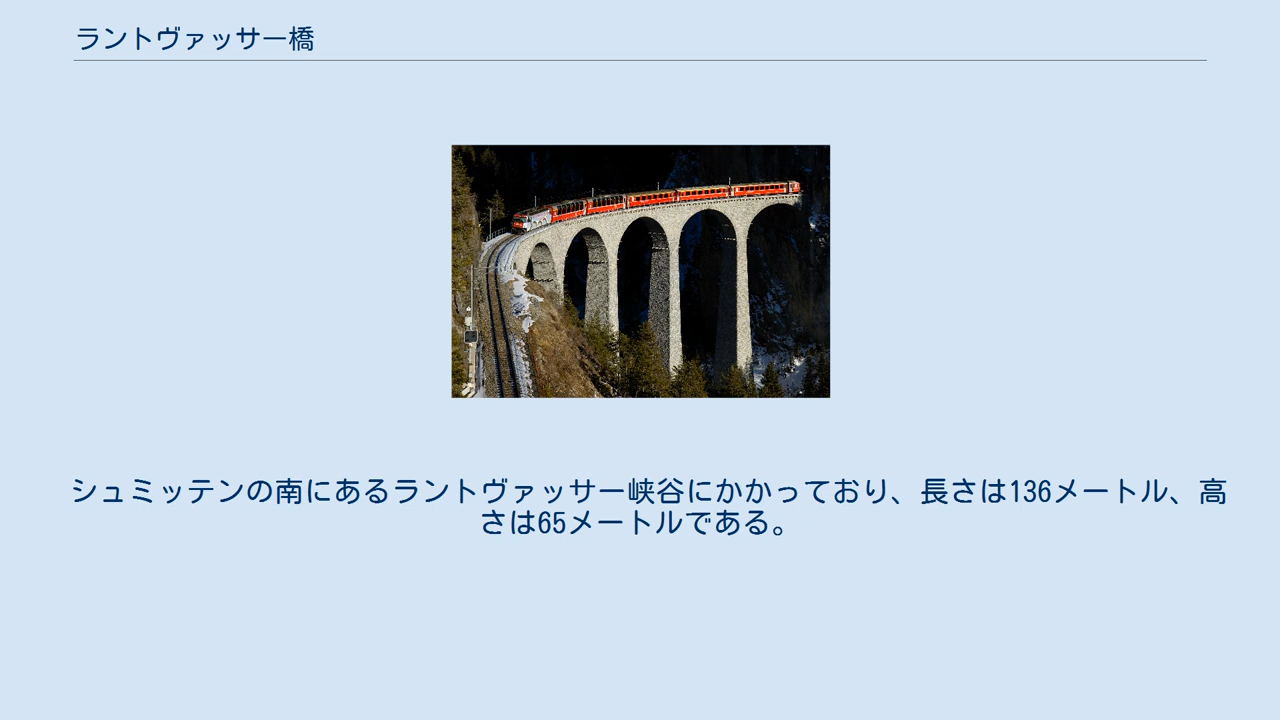 ラントヴァッサー橋
シュミッテンの南にあるラントヴァッサー峡谷にかかっており、長さは136メートル、高
さは65メートルである。